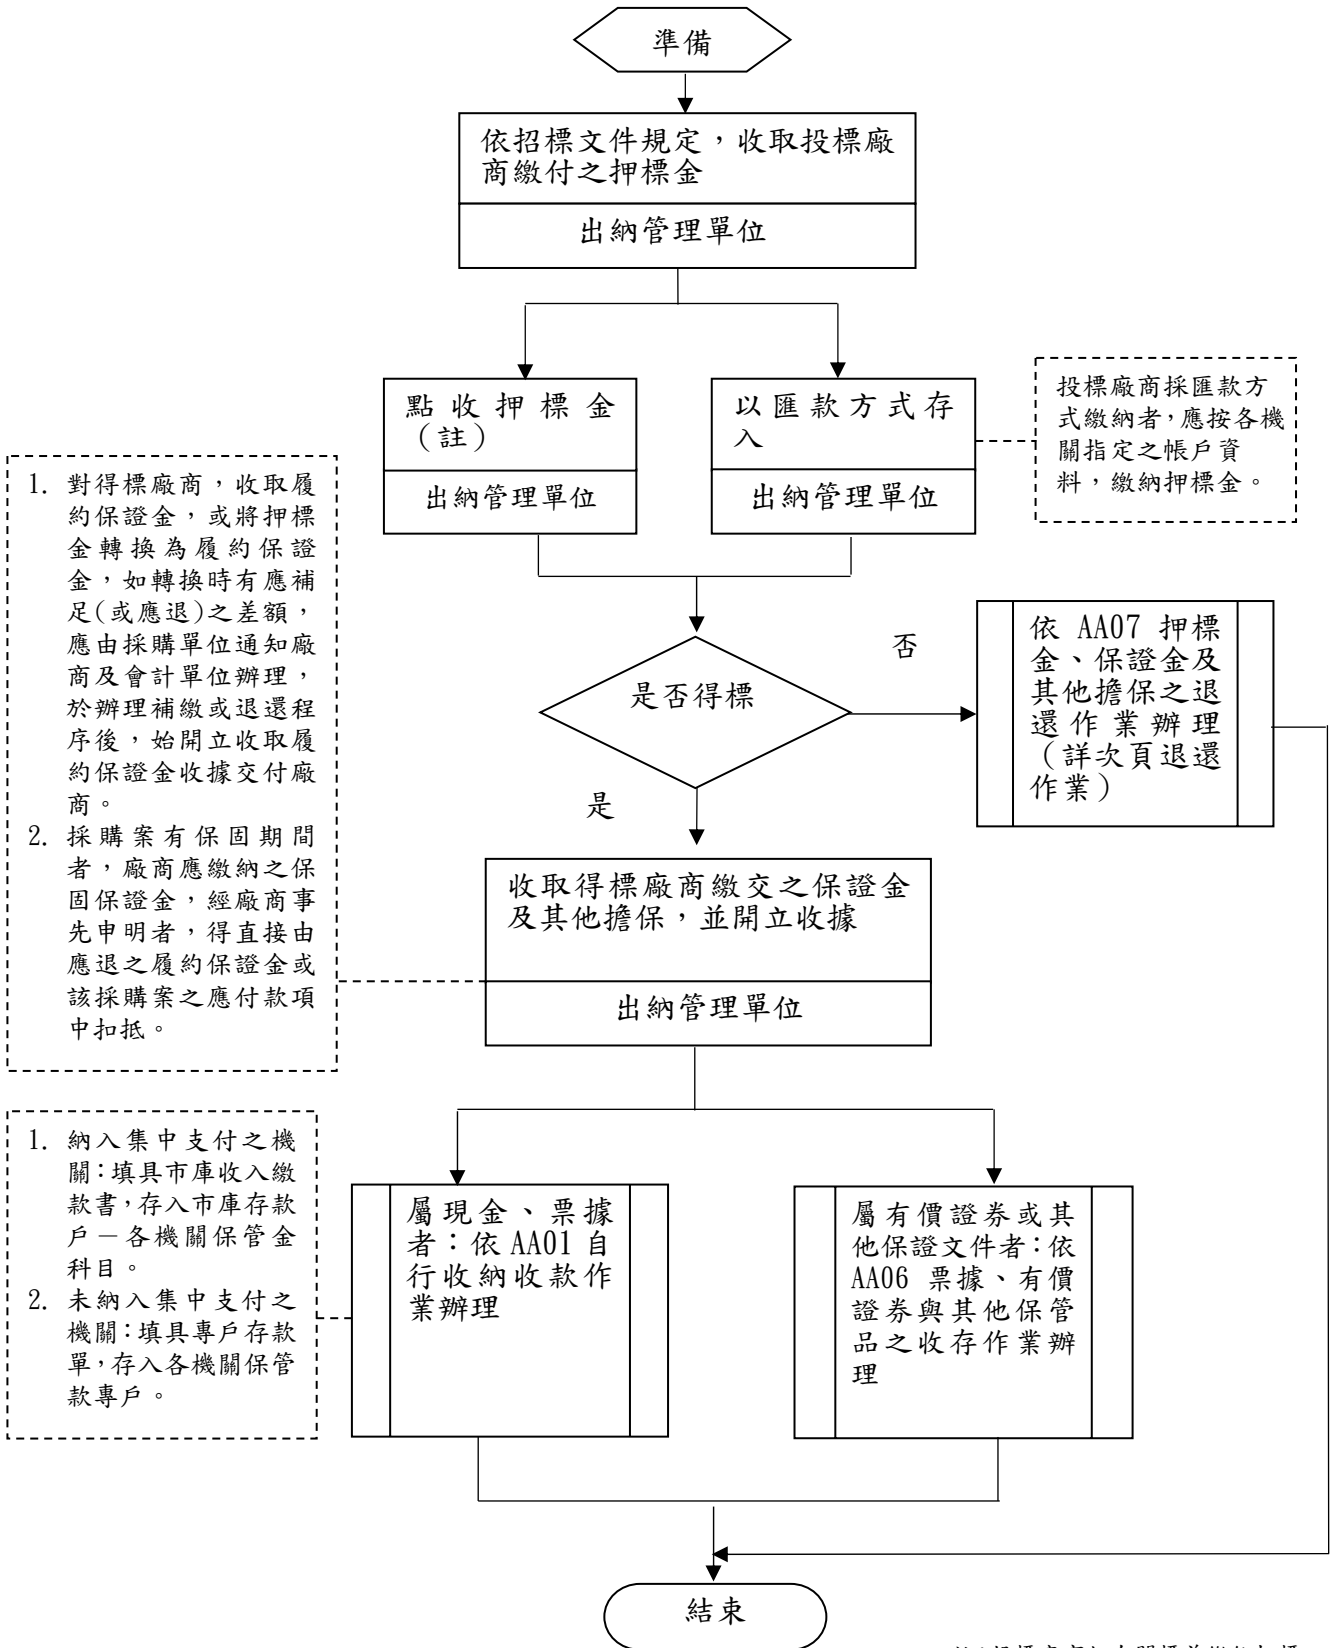 準備
依招標文件規定，收取投標廠
商繳付之押標金
出納管理單位
點收押標金
（註）
出納管理單位
以匯款方式存
入
出納管理單位
投標廠商採匯款方
式繳納者，應按各機
關指定之帳戶資
料，繳納押標金。
1. 對得標廠商，收取履
約保證金，或將押標
金轉換為履約保證
金，如轉換時有應補
足(或應退)之差額，
應由採購單位通知廠
商及會計單位辦理，
於辦理補繳或退還程
序後，始開立收取履
約保證金收據交付廠
商。
2. 採購案有保固期間
者，廠商應繳納之保
固保證金，經廠商事
先申明者，得直接由
應退之履約保證金或
該採購案之應付款項
中扣抵。
是否得標
否
是
依 AA07 押標
金、保證金及
其他擔保之退
還作業辦理
（詳次頁退還
作業）
收取得標廠商繳交之保證金
及其他擔保，並開立收據
出納管理單位
1. 納入集中支付之機
關：填具市庫收入繳
款書，存入市庫存款
戶－各機關保管金
科目。
2. 未納入集中支付之
機關：填具專戶存款
單，存入各機關保管
款專戶。
屬現金、票據
者：依 AA01 自
行收納收款作
業辦理
屬有價證券或其
他保證文件者：依
AA06 票據、有價
證券與其他保管
品之收存作業辦
理
結束